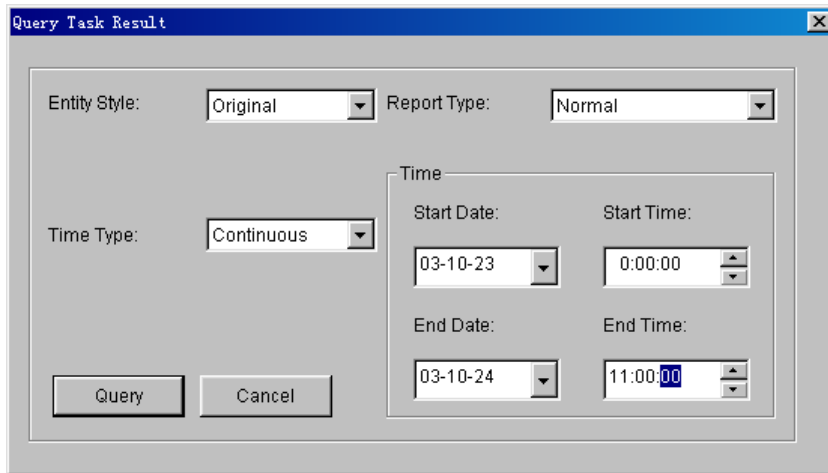 Query Task Result
Entity Style: Original Report Type: Normal
Time
Start Date: Start Time:
Time Type: Continuous
03-10-23 0:00:00
End Date: End Time:
03-10-24 11:00:00
Query Cancel